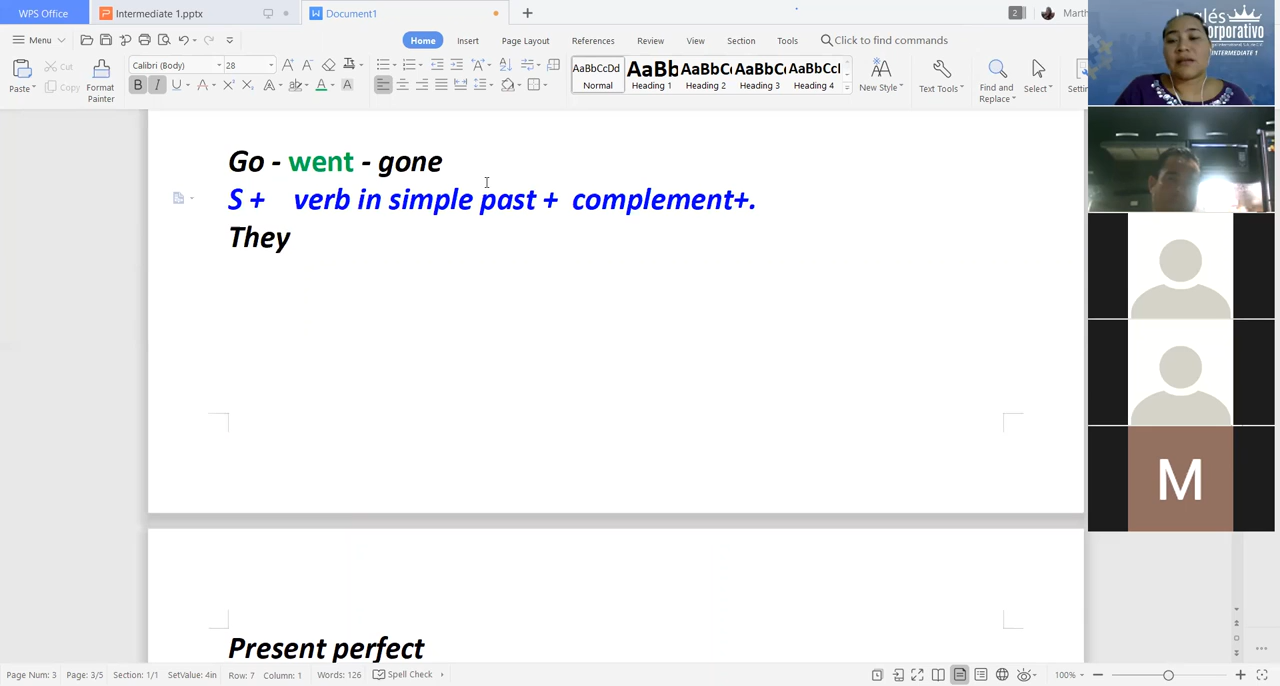 WPS Office
Intermediate 1.pptx
Document1
2
Marth
Menu
Home
Insert
Page Layout
References
Review
View
Section
Tools
Click to find commands
Paste
Cut
Copy
Format Painter
Calibri (Body)
28
AaBbCcDd
Normal
AaBb
Heading 1
AaBbC
Heading 2
AaBbC
Heading 3
AaBbCcI
Heading 4
New Style
Text Tools
Find and Replace
Select
Settin
Go - went - gone
S + verb in simple past + complement+.
They
Present perfect
M
Page Num: 3
Page: 3/5
Section: 1/1
SetValue: 4in
Row: 7
Column: 1
Words: 126
Spell Check
100%